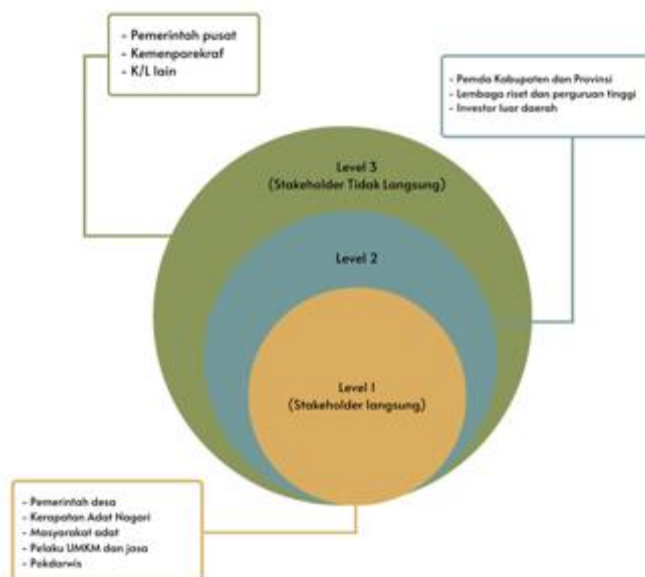 - Pemerintah pusat
- Kemenparekraf
- K/L lain
- Pemda Kabupaten dan Provinsi
- Lembaga riset dan perguruan tinggi
- Investor luar daerah
Level 3
(Stakeholder Tidak Langsung)
Level 2
Level 1
(Stakeholder langsung)
- Pemerintah desa
- Kerapatan Adat Nagari
- Masyarakat adat
- Pelaku UMKM dan jasa
- Pokdarwis